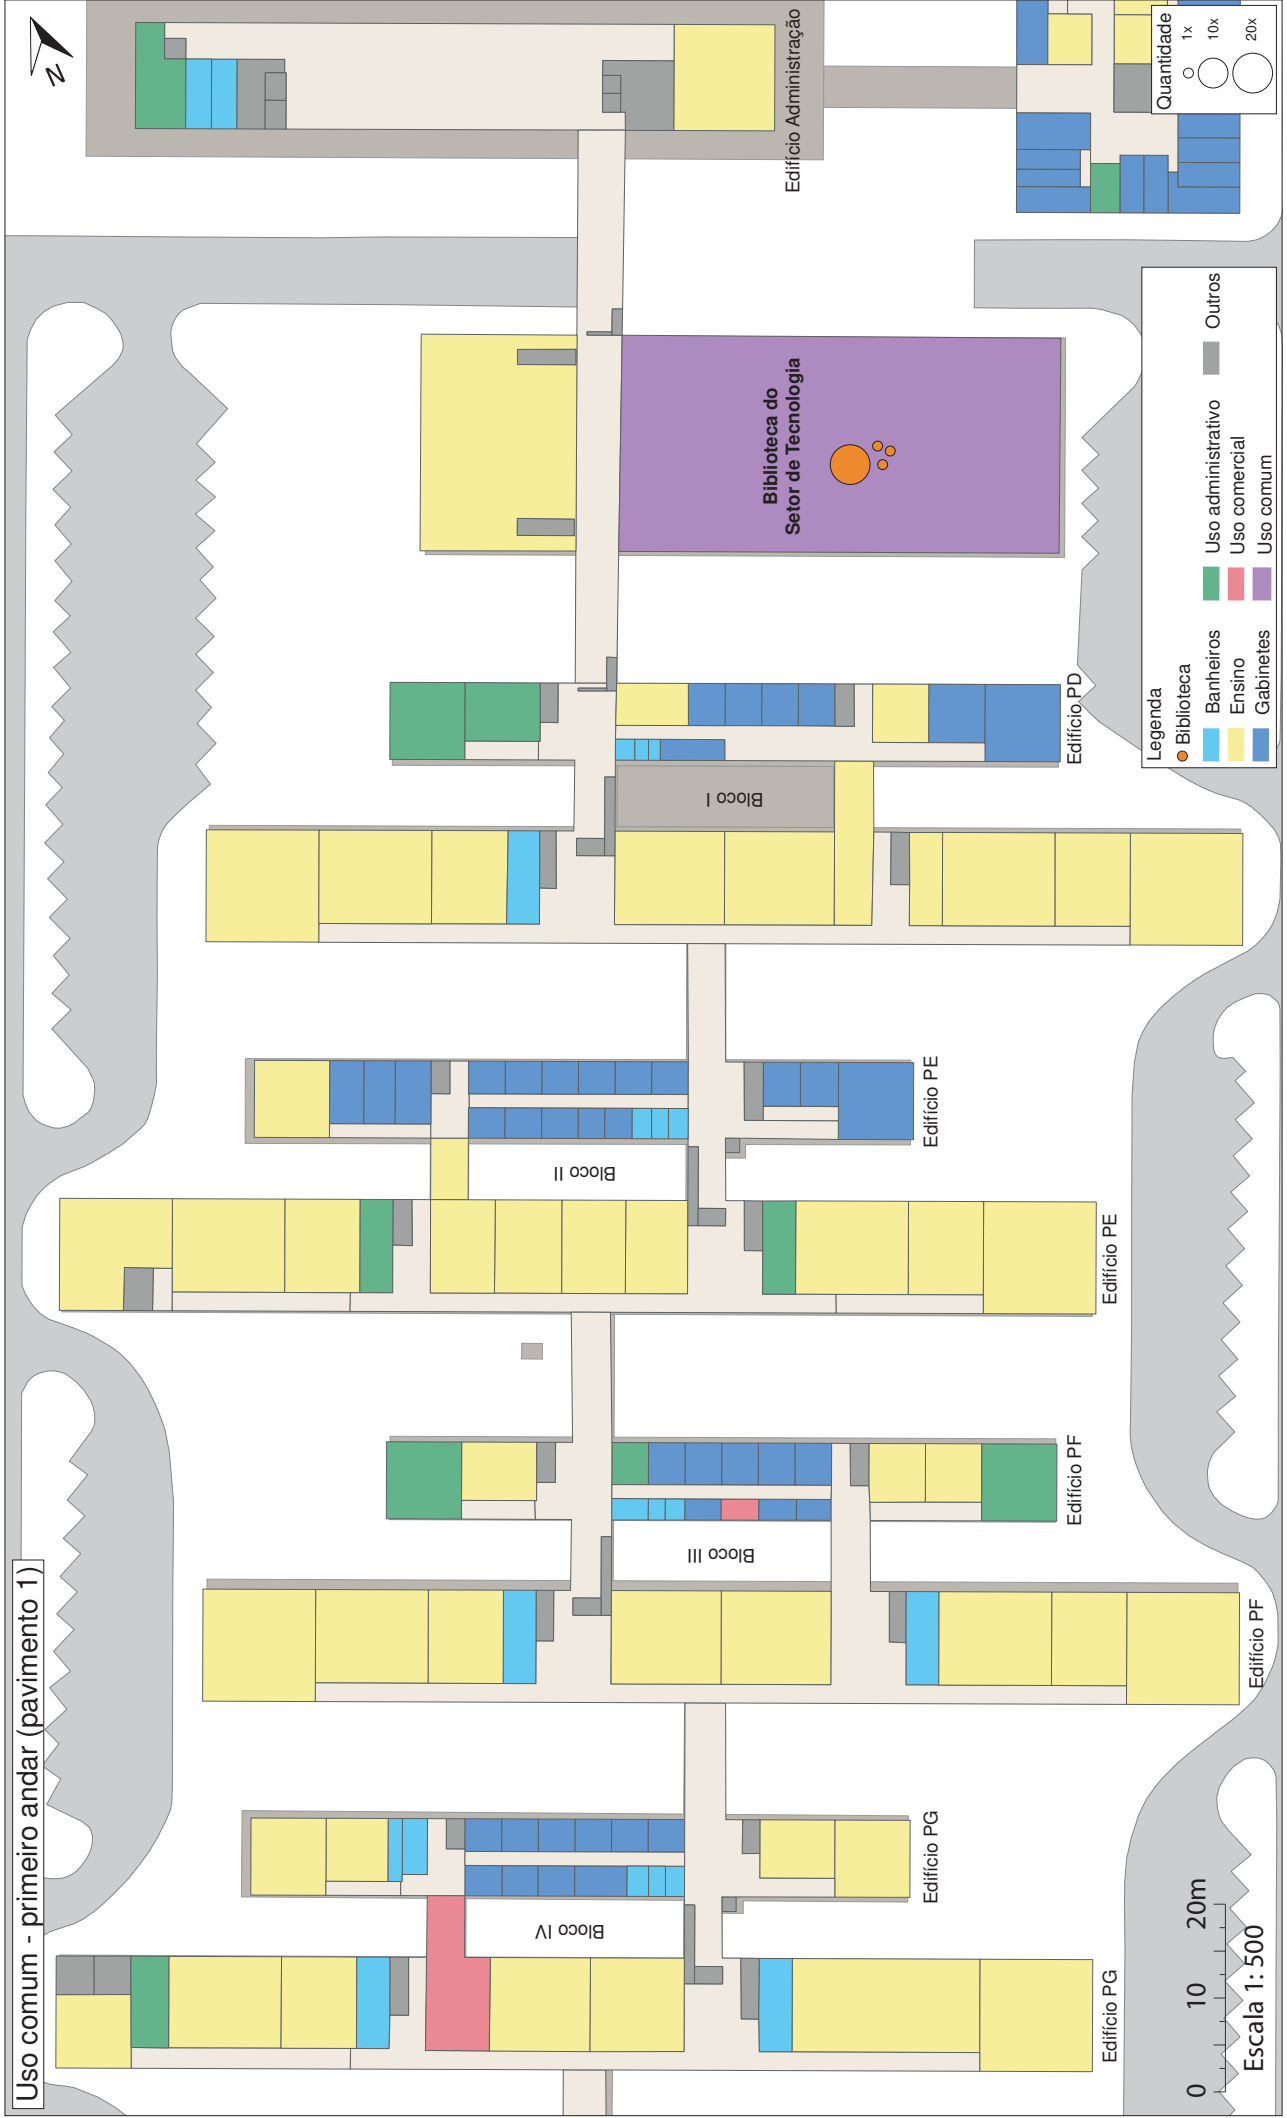 Uso comum - primeiro andar (pavimento 1)
N
Edifício Administração
Quantidade
1x
10x
20x
Biblioteca do
Setor de Tecnologia
Edifício PD
Bloco I
Edifício PE
Bloco II
Edifício PE
Edifício PF
Bloco III
Edifício PF
Edifício PG
Bloco IV
Edifício PG
Legenda
Biblioteca
Banheiros
Ensino
Gabinetes
Uso administrativo
Uso comercial
Uso comum
Outros
0 10 20m
Escala 1: 500